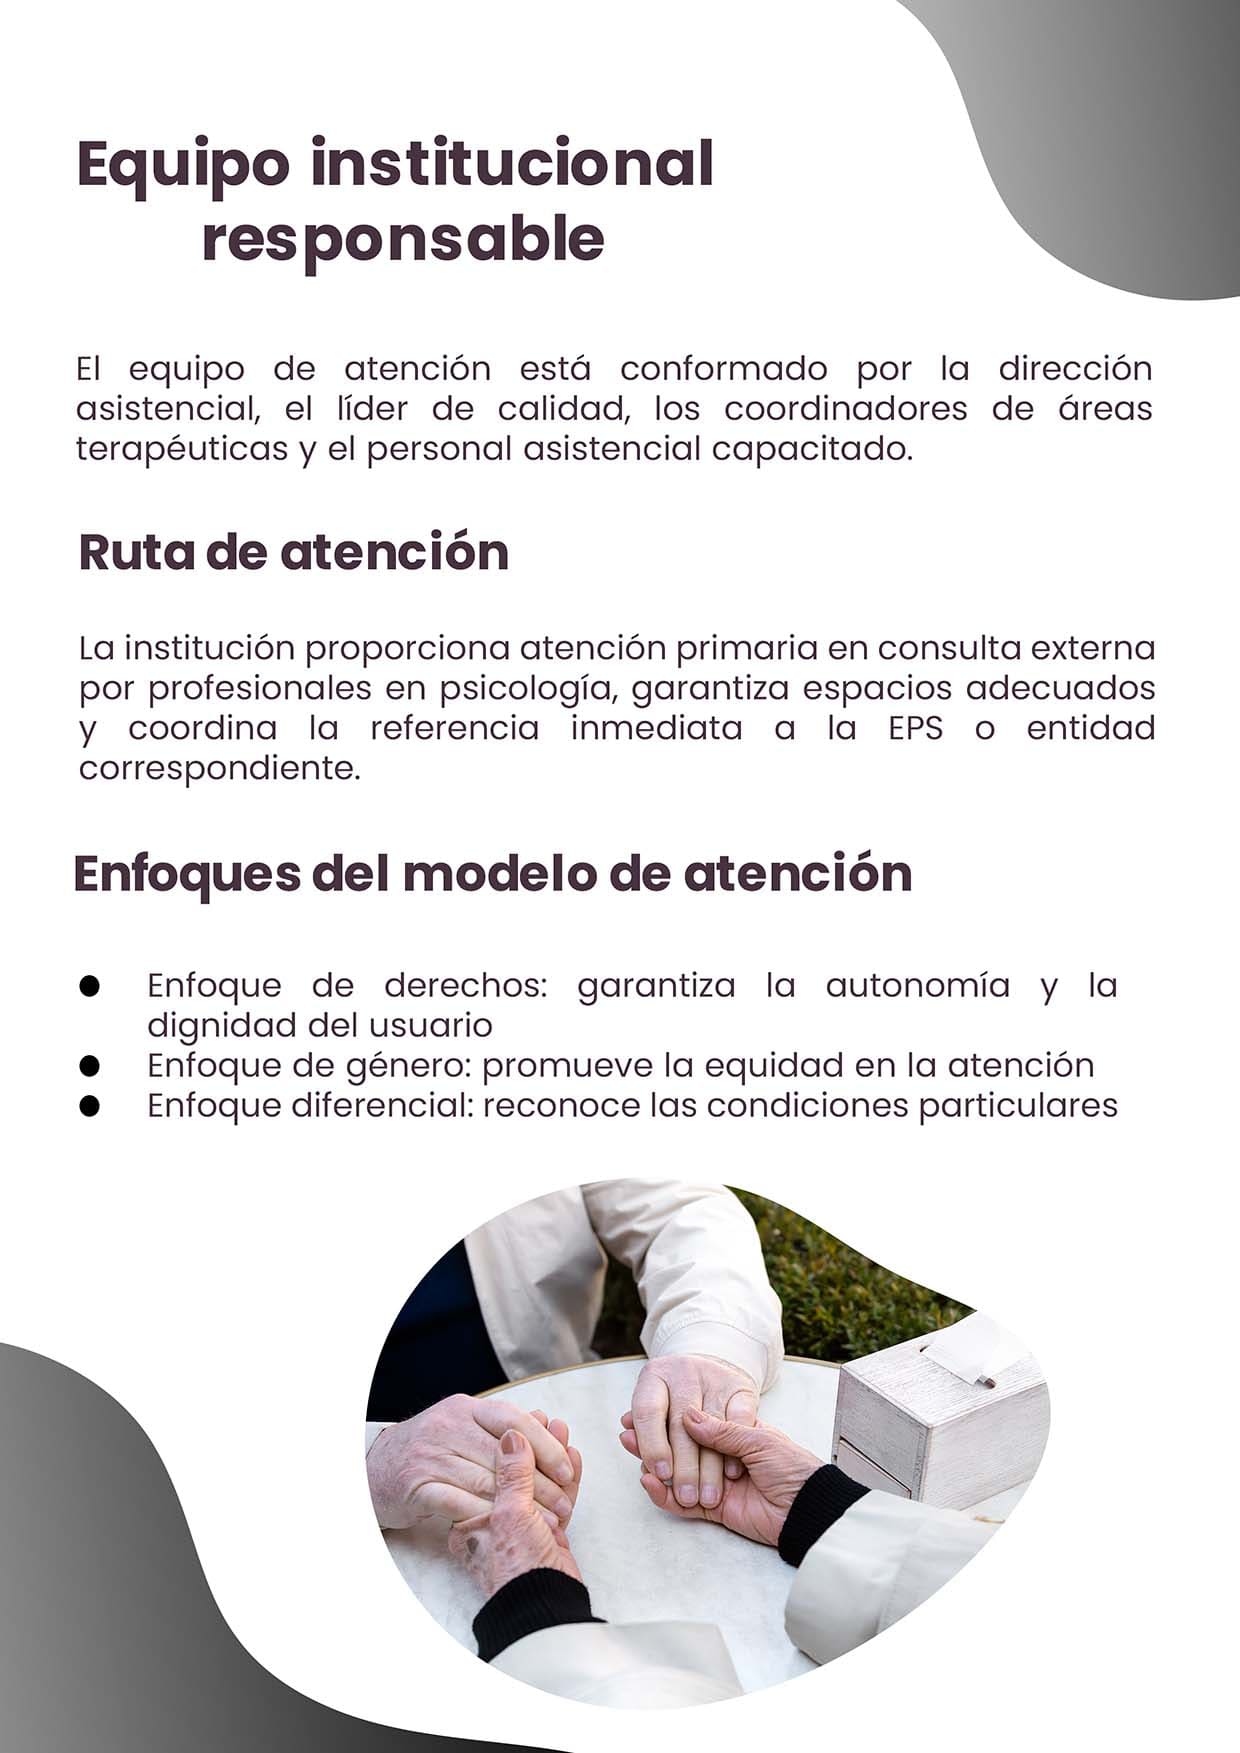 Equipo institucional
responsable
El equipo de atención está conformado por la dirección
asistencial, el líder de calidad, los coordinadores de áreas
terapéuticas y el personal asistencial capacitado.
Ruta de atención
La institución proporciona atención primaria en consulta externa
por profesionales en psicología, garantiza espacios adecuados
y coordina la referencia inmediata a la EPS o entidad
correspondiente.
Enfoques del modelo de atención
● Enfoque de derechos: garantiza la autonomía y la
dignidad del usuario
● Enfoque de género: promueve la equidad en la atención
● Enfoque diferencial: reconoce las condiciones particulares